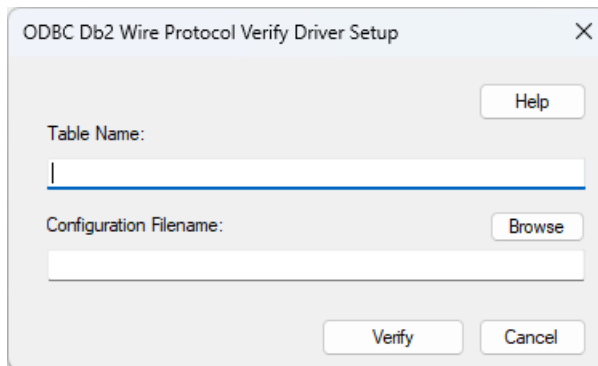 ODBC Db2 Wire Protocol Verify Driver Setup
Help
Table Name:
Configuration Filename:
Browse
Verify
Cancel